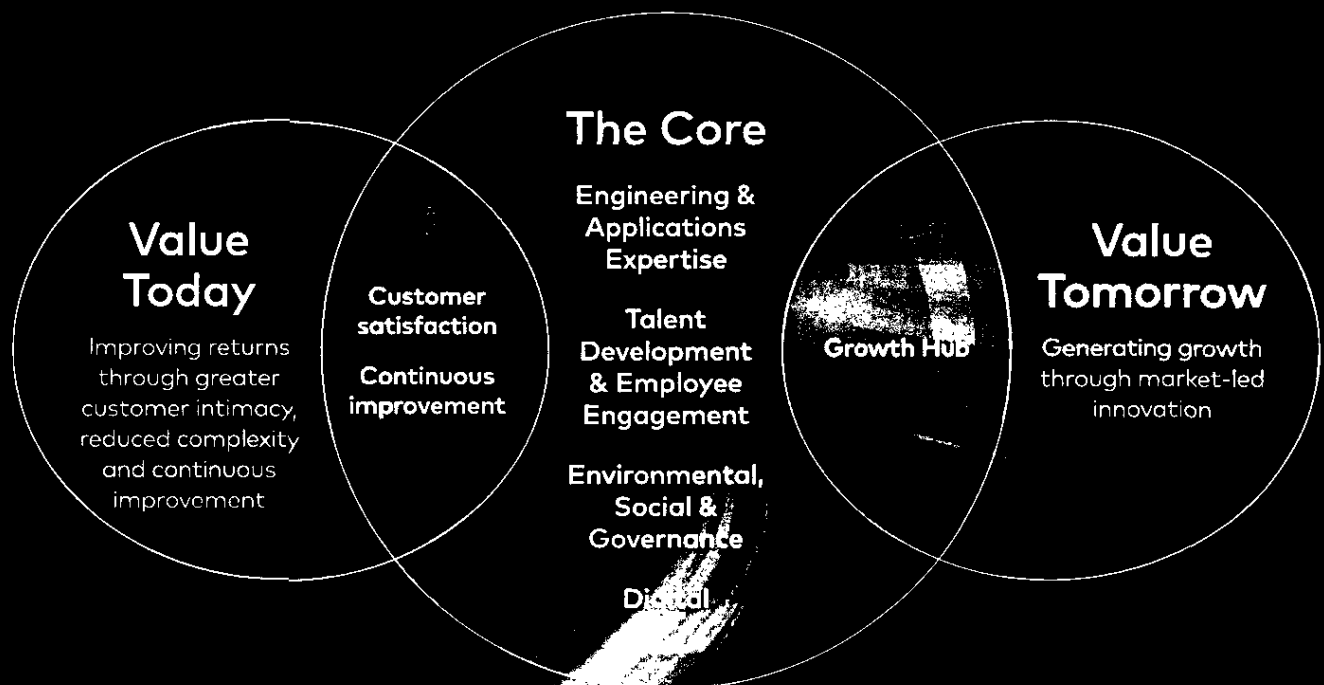 The Core
Engineering &
Applications
Expertise
Talent
Development
& Employee
Engagement
Environmental,
Social &
Governance
Digital
Value
Today
Improving returns
through greater
customer intimacy,
reduced complexity
and continuous
improvement
Customer
satisfaction
Continuous
improvement
Growth Hub
Value
Tomorrow
Generating growth
through market-led
innovation